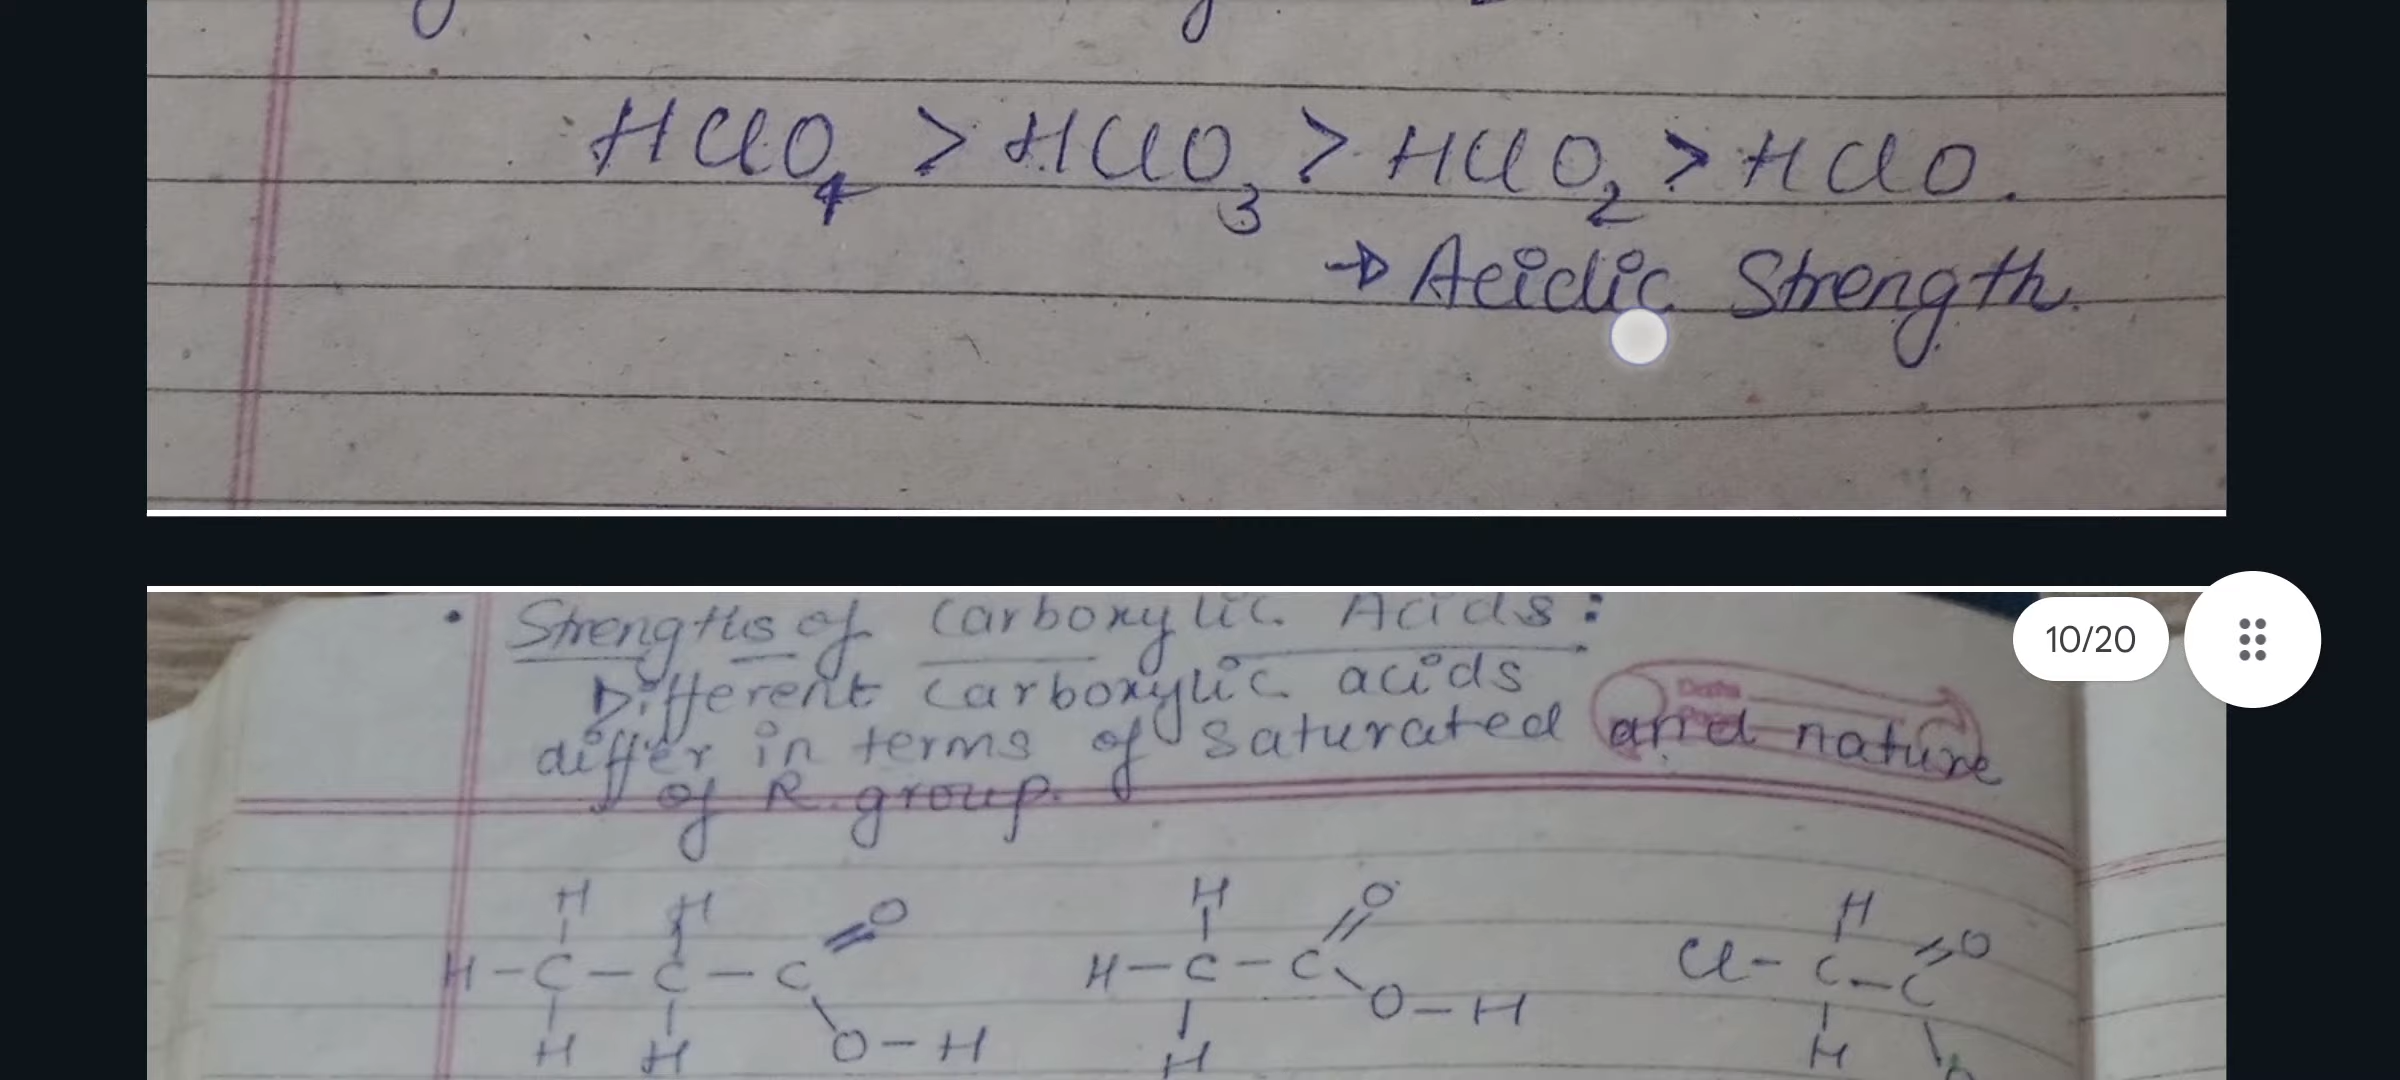 HClO4 > HClO3 > HClO2 > HClO.
→ Acidic Strength.
10/20
• Strengths of Carboxylic Acids:
Different carboxylic acids
differ in terms of saturated and nature
of R group.
H H O
H-C-C-C
H H O-H
H O
H-C-C
H O-H
H O
Cl-C-C
H